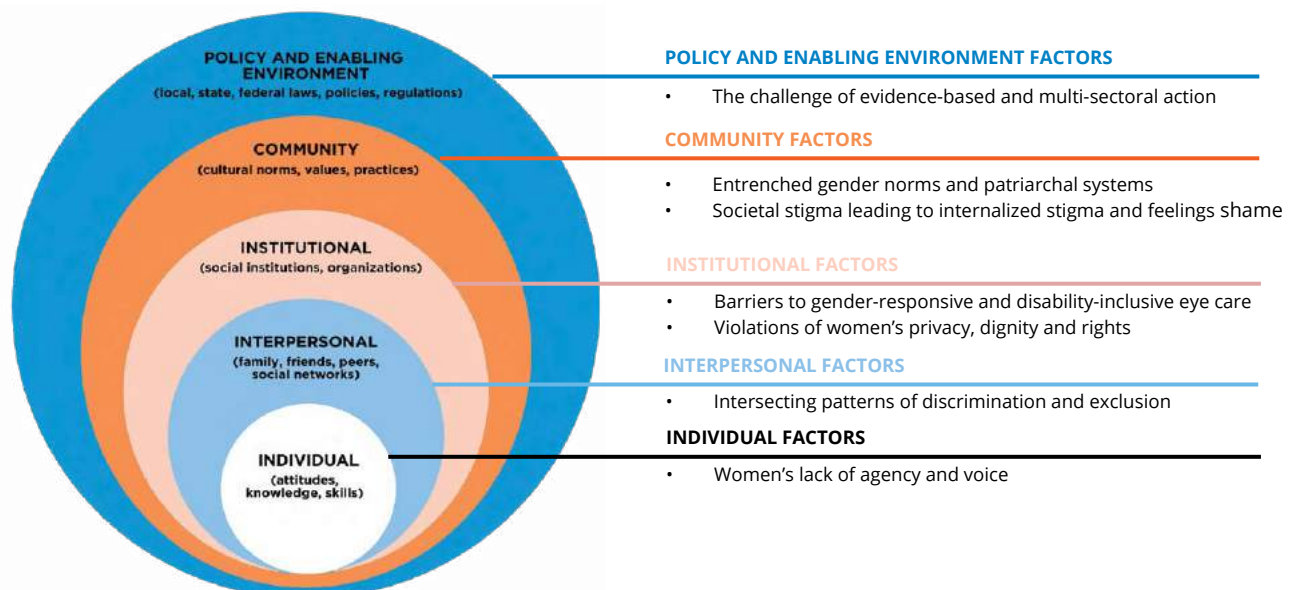 POLICY AND ENABLING
ENVIRONMENT
(local, state, federal laws, policies, regulations)
COMMUNITY
(cultural norms, values, practices)
INSTITUTIONAL
(social institutions, organizations)
INTERPERSONAL
(family, friends, peers,
social networks)
INDIVIDUAL
(attitudes,
knowledge, skills)
POLICY AND ENABLING ENVIRONMENT FACTORS
• The challenge of evidence-based and multi-sectoral action
COMMUNITY FACTORS
• Entrenched gender norms and patriarchal systems
• Societal stigma leading to internalized stigma and feelings shame
INSTITUTIONAL FACTORS
• Barriers to gender-responsive and disability-inclusive eye care
• Violations of women’s privacy, dignity and rights
INTERPERSONAL FACTORS
• Intersecting patterns of discrimination and exclusion
INDIVIDUAL FACTORS
• Women’s lack of agency and voice